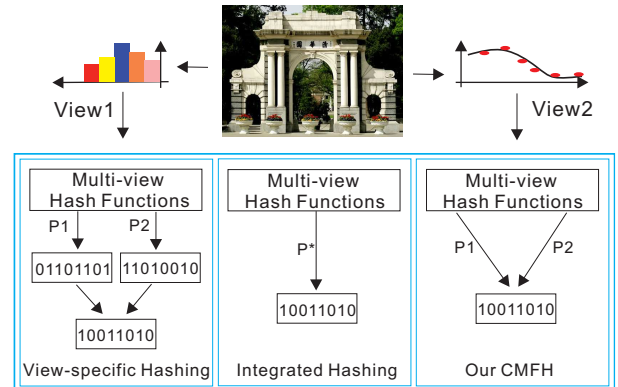 View1
View2
Multi-view
Hash Functions
P1
P2
01101101
11010010
10011010
View-specific Hashing
Multi-view
Hash Functions
P*
10011010
Integrated Hashing
Multi-view
Hash Functions
P1
P2
10011010
Our CMFH